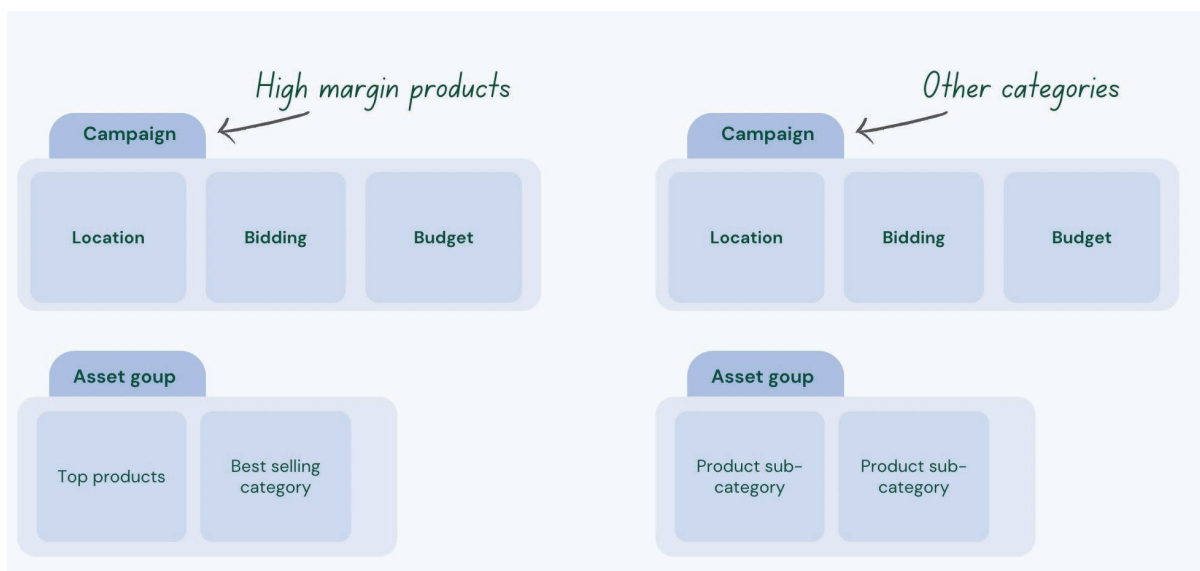 High margin products
Campaign
Location
Bidding
Budget
Asset goup
Top products
Best selling
category
Other categories
Campaign
Location
Bidding
Budget
Asset goup
Product sub-
category
Product sub-
category